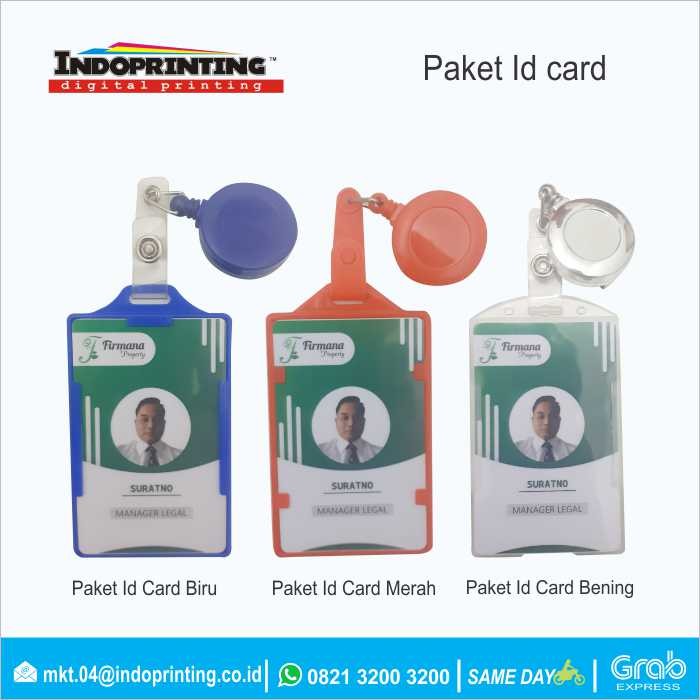 INDOPRINTING™
digital printing
Paket Id card
Firmana
Property
SURATNO
MANAGER LEGAL
Firmana
Property
SURATNO
MANAGER LEGAL
Firmana
Property
SURATNO
MANAGER LEGAL
Paket Id Card Biru
Paket Id Card Merah
Paket Id Card Bening
mkt.04@indoprinting.co.id | 0821 3200 3200 | SAME DAY | Grab
EXPRESS